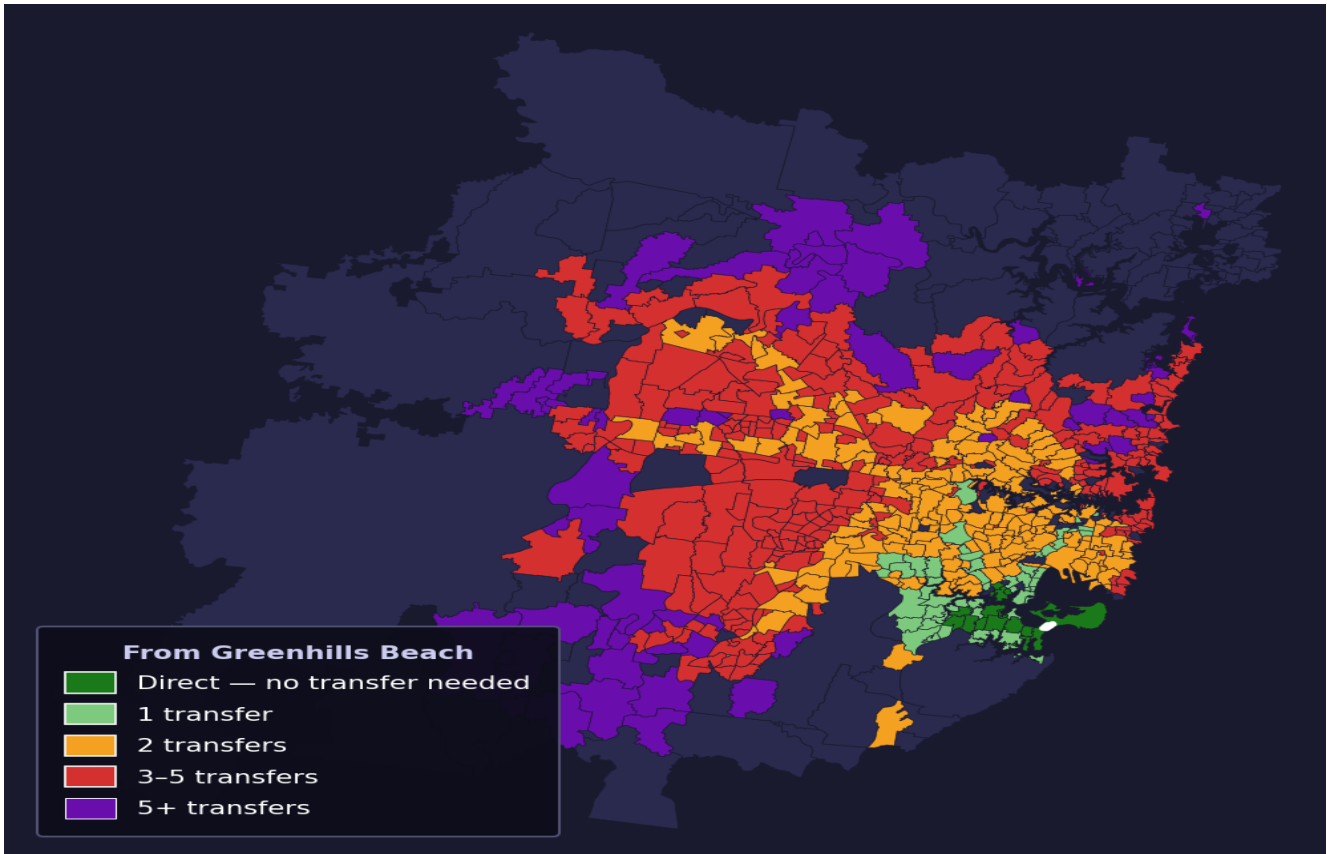 From Greenhills Beach
Direct — no transfer needed
1 transfer
2 transfers
3–5 transfers
5+ transfers